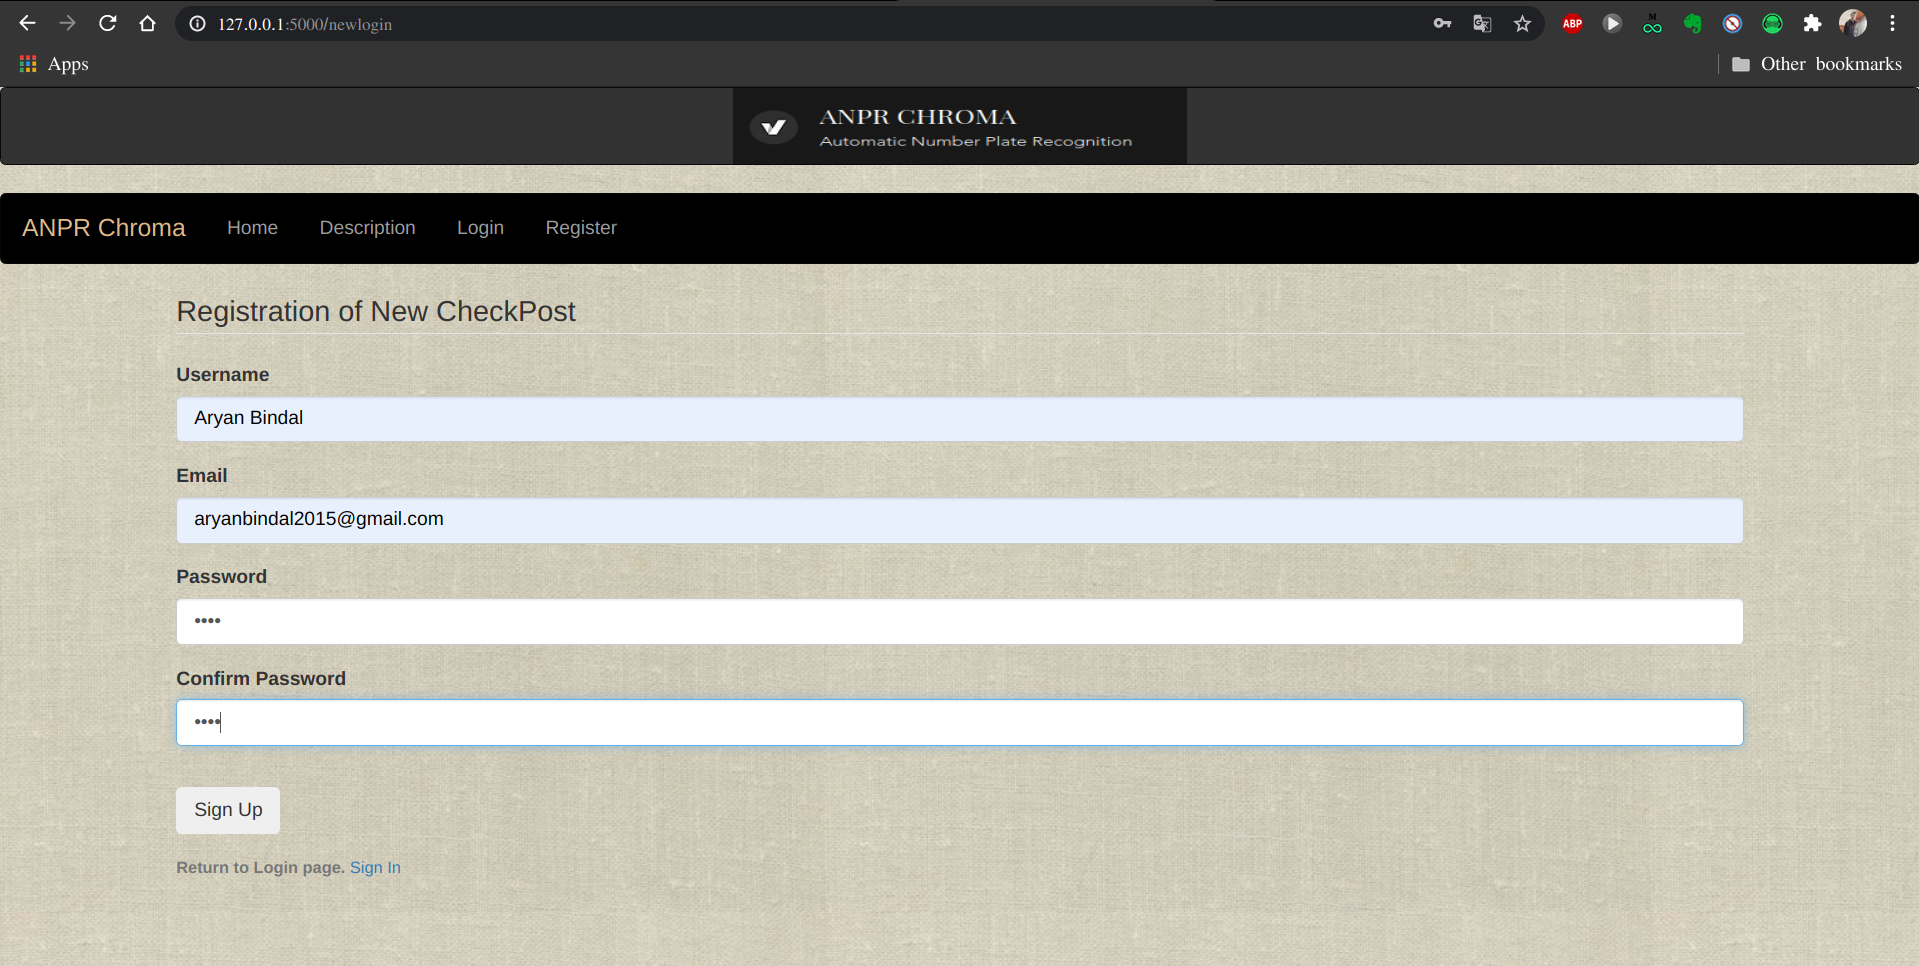 127.0.0.1:5000/newlogin
ABP
M
Apps
Other bookmarks
ANPR CHROMA
Automatic Number Plate Recognition
ANPR Chroma Home Description Login Register
Registration of New CheckPost
Username
Aryan Bindal
Email
aryanbindal2015@gmail.com
Password
••••
Confirm Password
••••
Sign Up
Return to Login page. Sign In